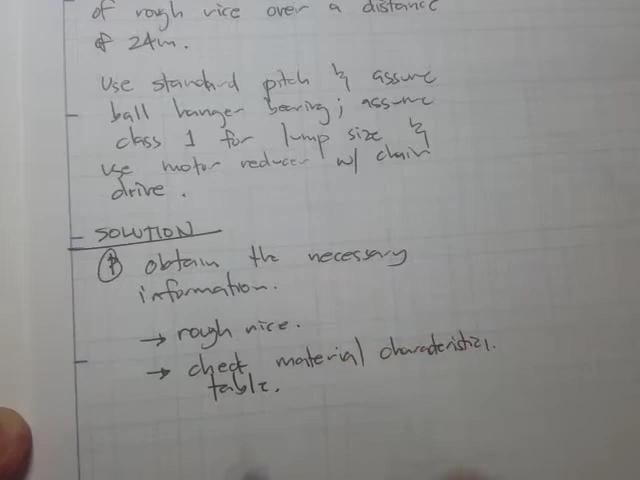 of rough rice over a distance
of 24m.
Use standard pitch & assume
ball hanger bearing; assume
class 1 for lump size &
use motor reducer w/ chain
drive.
SOLUTION
① obtain the necessary
information.
→ rough rice.
→ check material characteristics.
table.